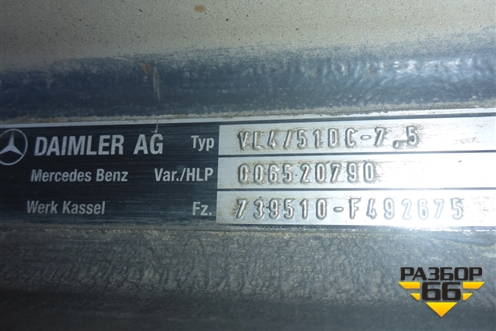 DAIMLER AG Typ VL4/51DC-7.5
Mercedes Benz Var./HLP 006520790
Werk Kassel Fz. 739510-F492675
РАЗБОР
66